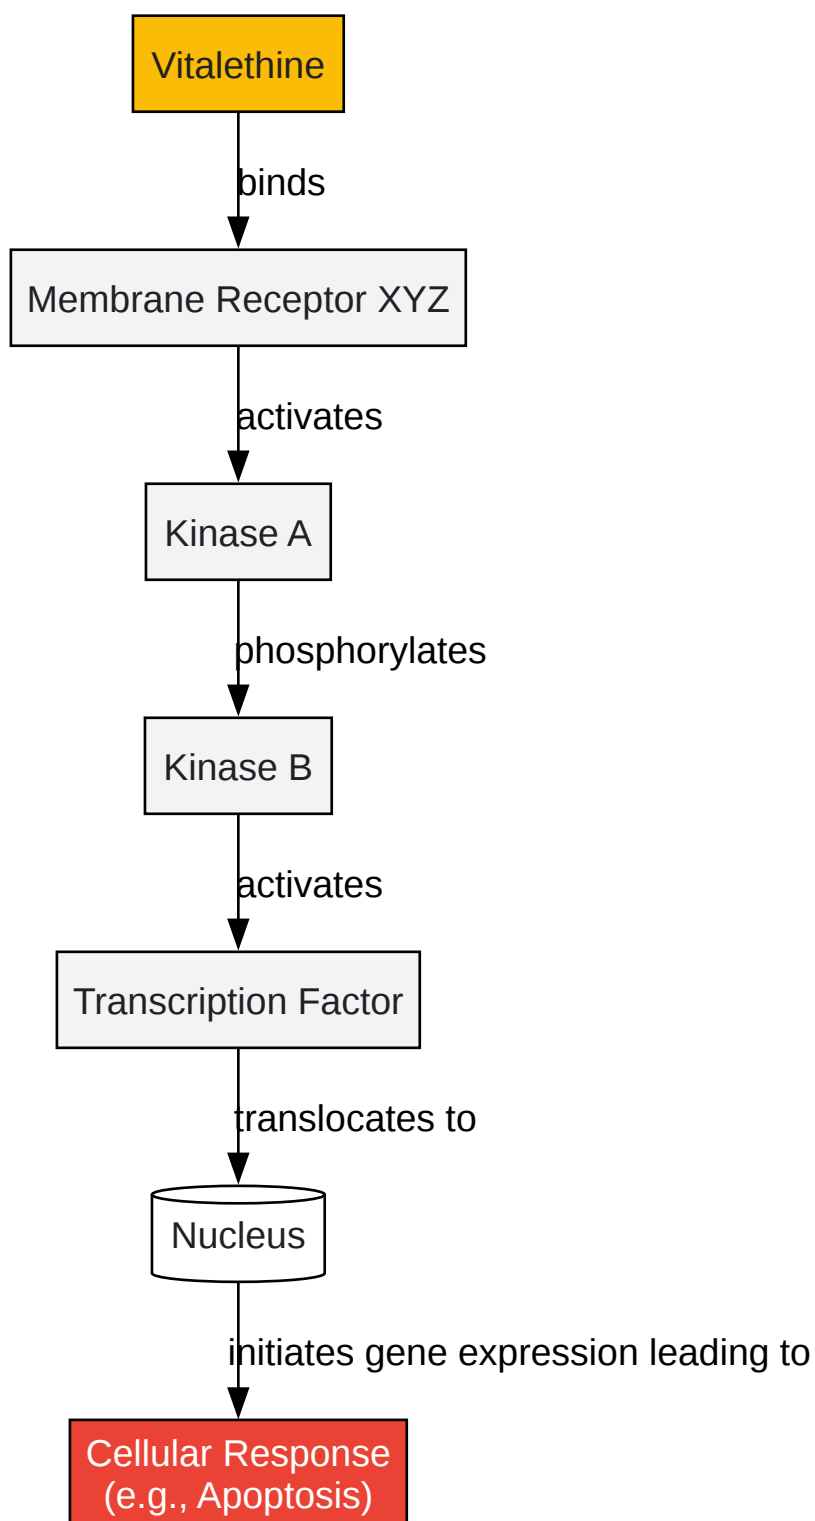 Vitalethine
binds
Membrane Receptor XYZ
activates
Kinase A
phosphorylates
Kinase B
activates
Transcription Factor
translocates to
Nucleus
initiates gene expression leading to
Cellular Response
(e.g., Apoptosis)